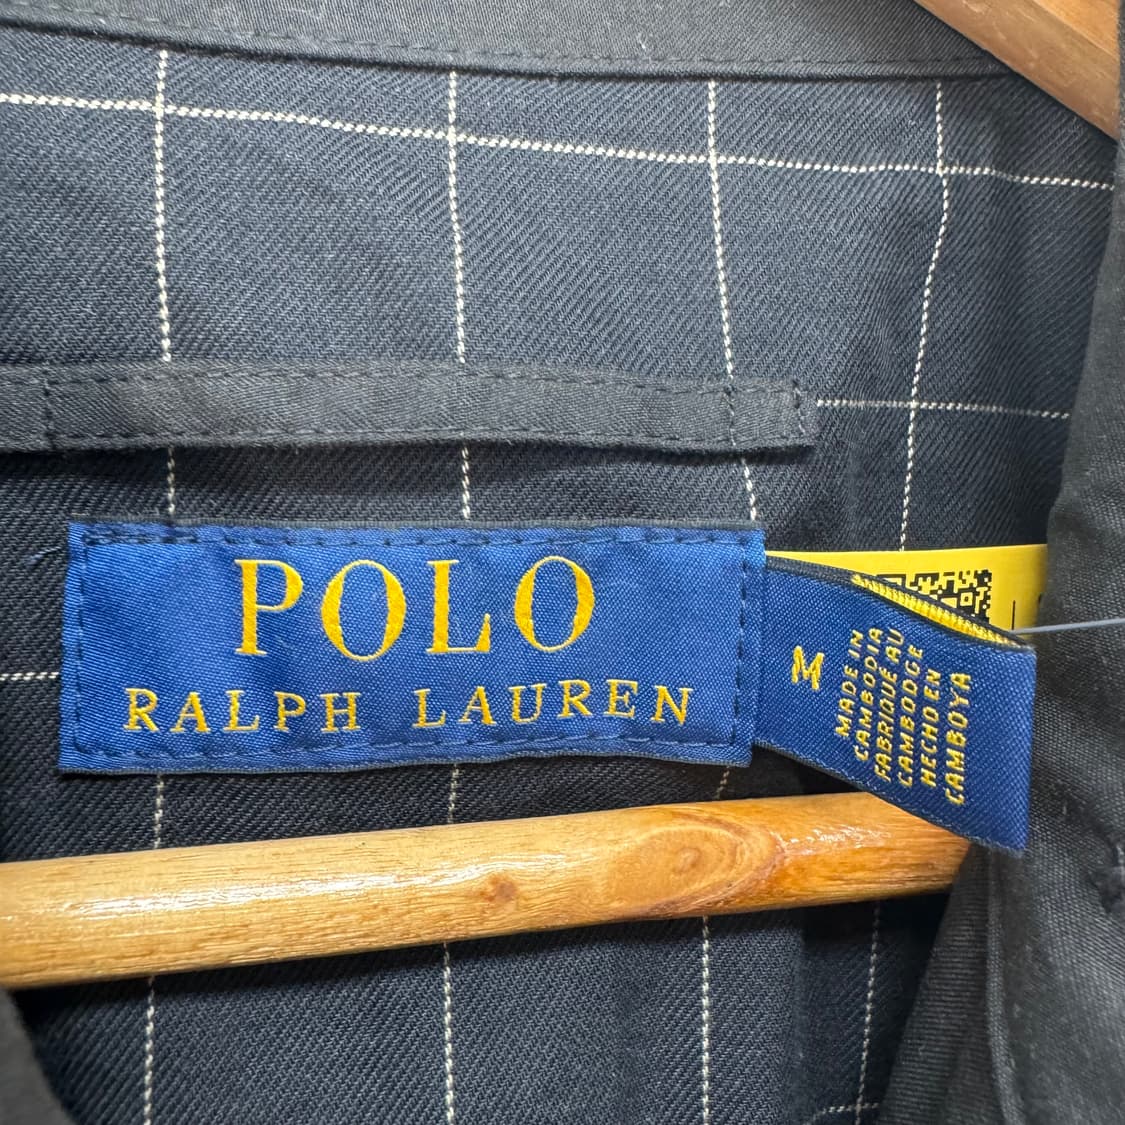 POLO
RALPH LAUREN
M
MADE IN
CAMBODIA
FABRIQUÉ AU
CAMBODGE
HECHO EN
CAMBOYA